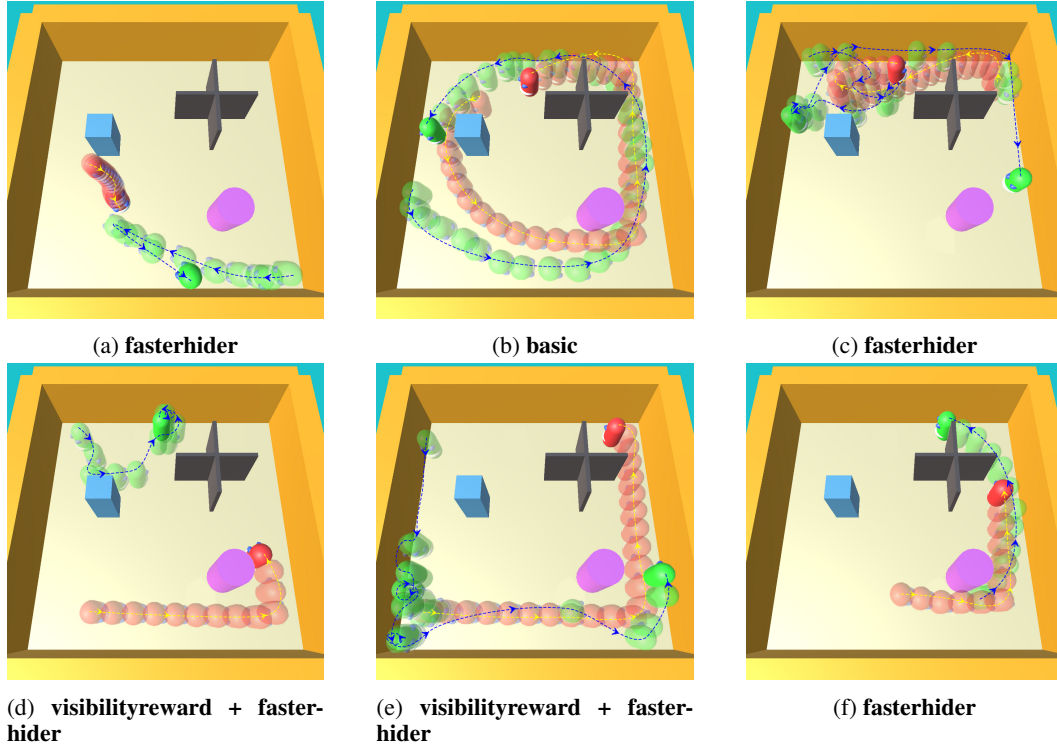 (a) fasterhider
(b) basic
(c) fasterhider
(d) visibilityreward + faster-
hider
(e) visibilityreward + faster-
hider
(f) fasterhider